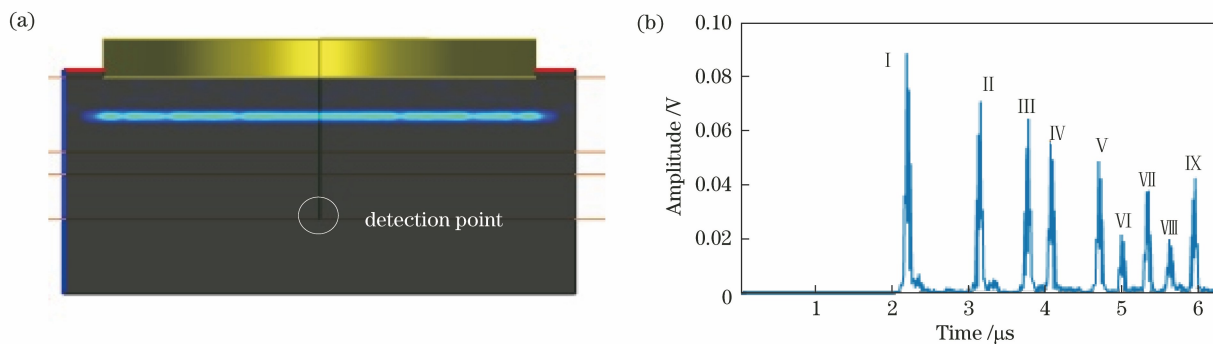 (a)
detection point
(b)
Amplitude /V
0.10
0.08
0.06
0.04
0.02
0
I
II
III
IV
V
VI
VII
VIII
IX
1 2 3 4 5 6
Time /μs